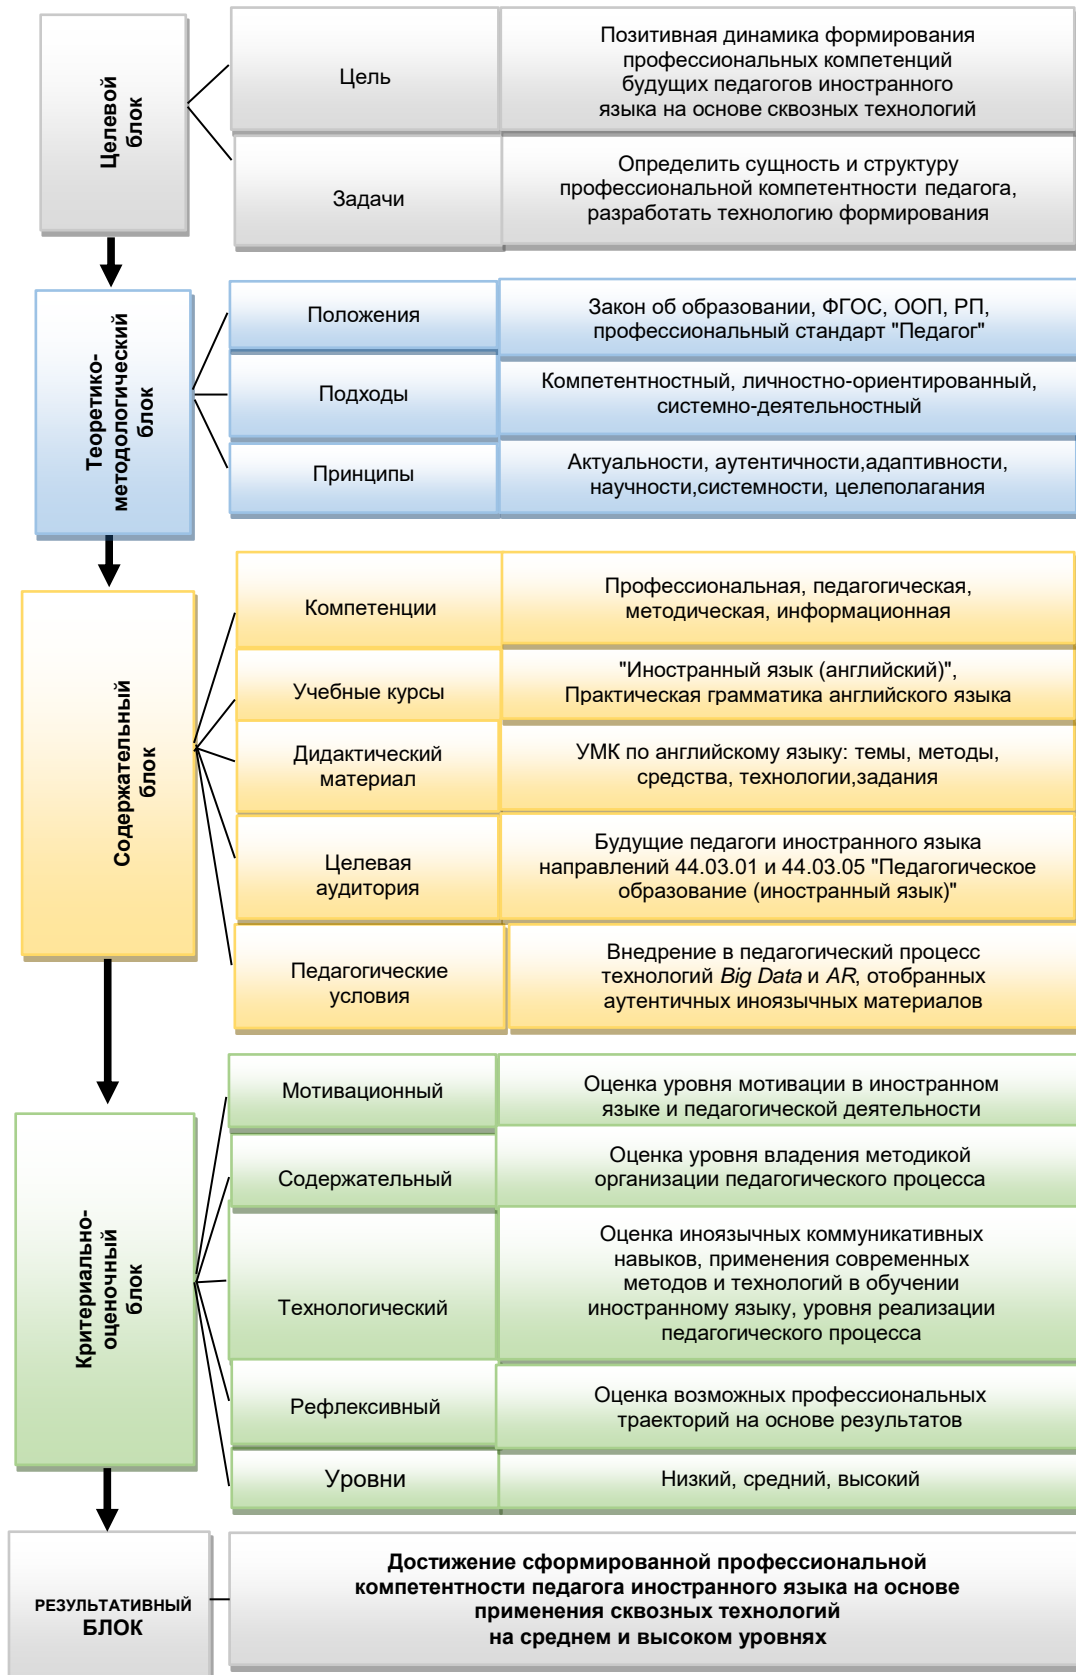 Целевой
блок
Цель
Позитивная динамика формирования
профессиональных компетенций
будущих педагогов иностранного
языка на основе сквозных технологий
Задачи
Определить сущность и структуру
профессиональной компетентности педагога,
разработать технологию формирования
Теоретико-
методологический
блок
Положения
Закон об образовании, ФГОС, ООП, РП,
профессиональный стандарт "Педагог"
Подходы
Компетентностный, личностно-ориентированный,
системно-деятельностный
Принципы
Актуальности, аутентичности,адаптивности,
научности,системности, целеполагания
Содержательный
блок
Компетенции
Профессиональная, педагогическая,
методическая, информационная
Учебные курсы
"Иностранный язык (английский)",
Практическая грамматика английского языка
Дидактический
материал
УМК по английскому языку: темы, методы,
средства, технологии,задания
Целевая
аудитория
Будущие педагоги иностранного языка
направлений 44.03.01 и 44.03.05 "Педагогическое
образование (иностранный язык)"
Педагогические
условия
Внедрение в педагогический процесс
технологий Big Data и AR, отобранных
аутентичных иноязычных материалов
Критериально-
оценочный
блок
Мотивационный
Оценка уровня мотивации в иностранном
языке и педагогической деятельности
Содержательный
Оценка уровня владения методикой
организации педагогического процесса
Технологический
Оценка иноязычных коммуникативных
навыков, применения современных
методов и технологий в обучении
иностранному языку, уровня реализации
педагогического процесса
Рефлексивный
Оценка возможных профессиональных
траекторий на основе результатов
Уровни
Низкий, средний, высокий
РЕЗУЛЬТАТИВНЫЙ
БЛОК
Достижение сформированной профессиональной
компетентности педагога иностранного языка на основе
применения сквозных технологий
на среднем и высоком уровнях